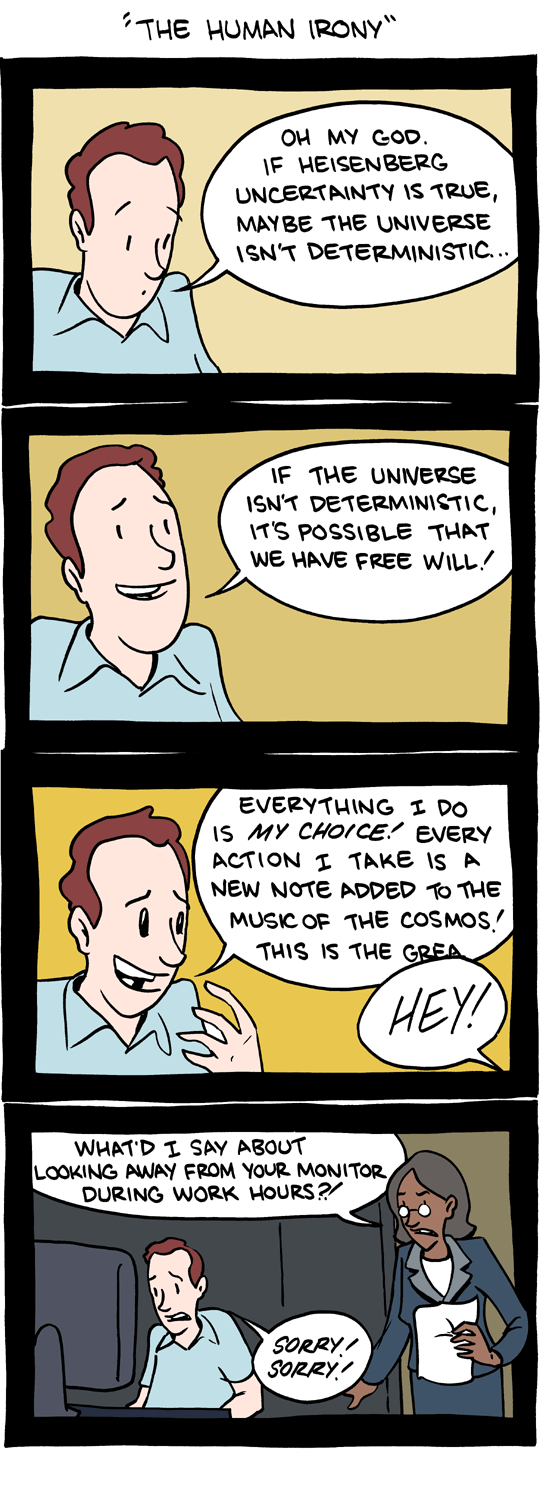 "THE HUMAN IRONY"
OH MY GOD.
IF HEISENBERG
UNCERTAINTY IS TRUE,
MAYBE THE UNIVERSE
ISN'T DETERMINISTIC...
IF THE UNIVERSE
ISN'T DETERMINISTIC,
IT'S POSSIBLE THAT
WE HAVE FREE WILL!
EVERYTHING I DO
IS MY CHOICE! EVERY
ACTION I TAKE IS A
NEW NOTE ADDED TO THE
MUSIC OF THE COSMOS!
THIS IS THE GREA
HEY!
WHAT'D I SAY ABOUT
LOOKING AWAY FROM YOUR MONITOR
DURING WORK HOURS?!
SORRY!
SORRY!